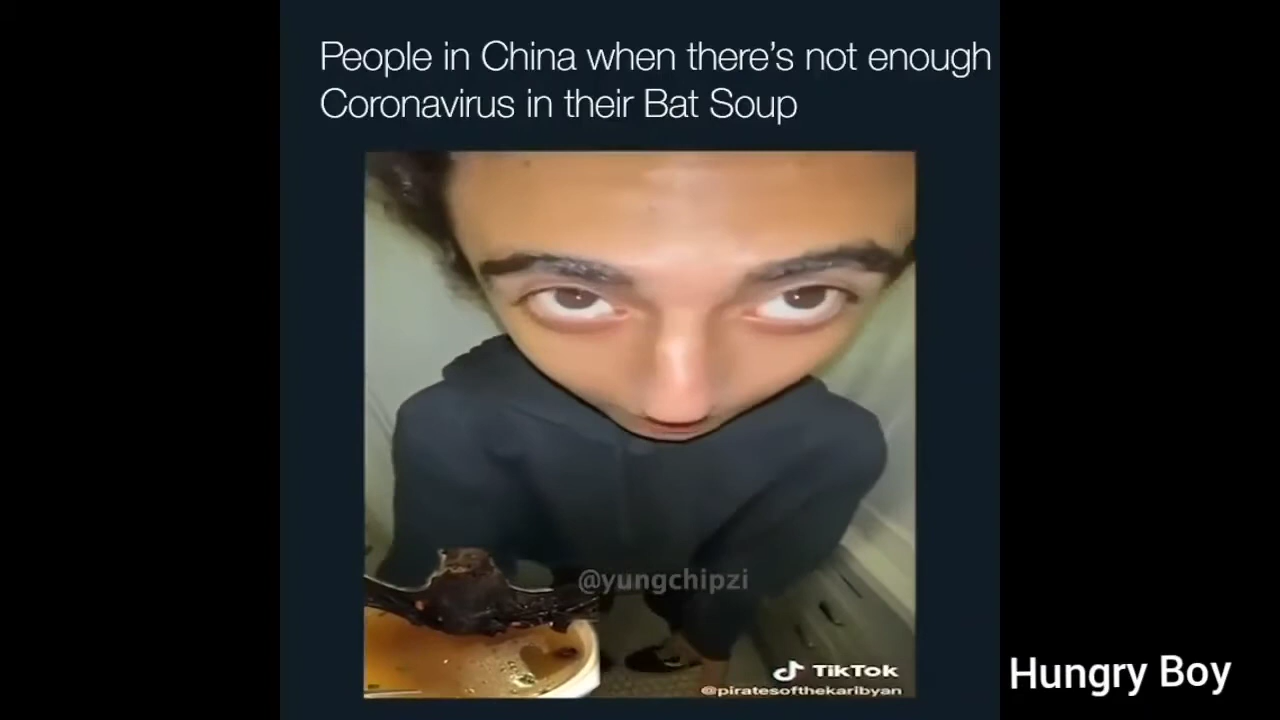 People in China when there's not enough
Coronavirus in their Bat Soup
@yungchipzi
TikTok
@piratesofthekaribyan
Hungry Boy